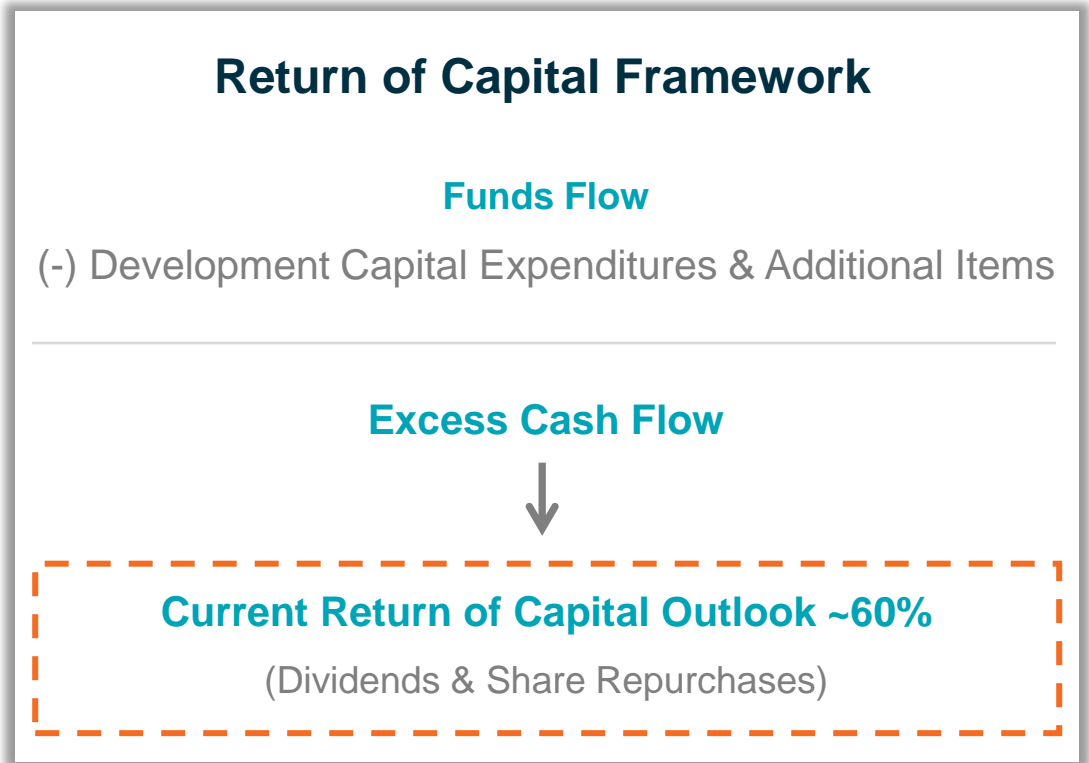 Return of Capital Framework
Funds Flow
(-) Development Capital Expenditures & Additional Items
Excess Cash Flow
Current Return of Capital Outlook ~60%
(Dividends & Share Repurchases)